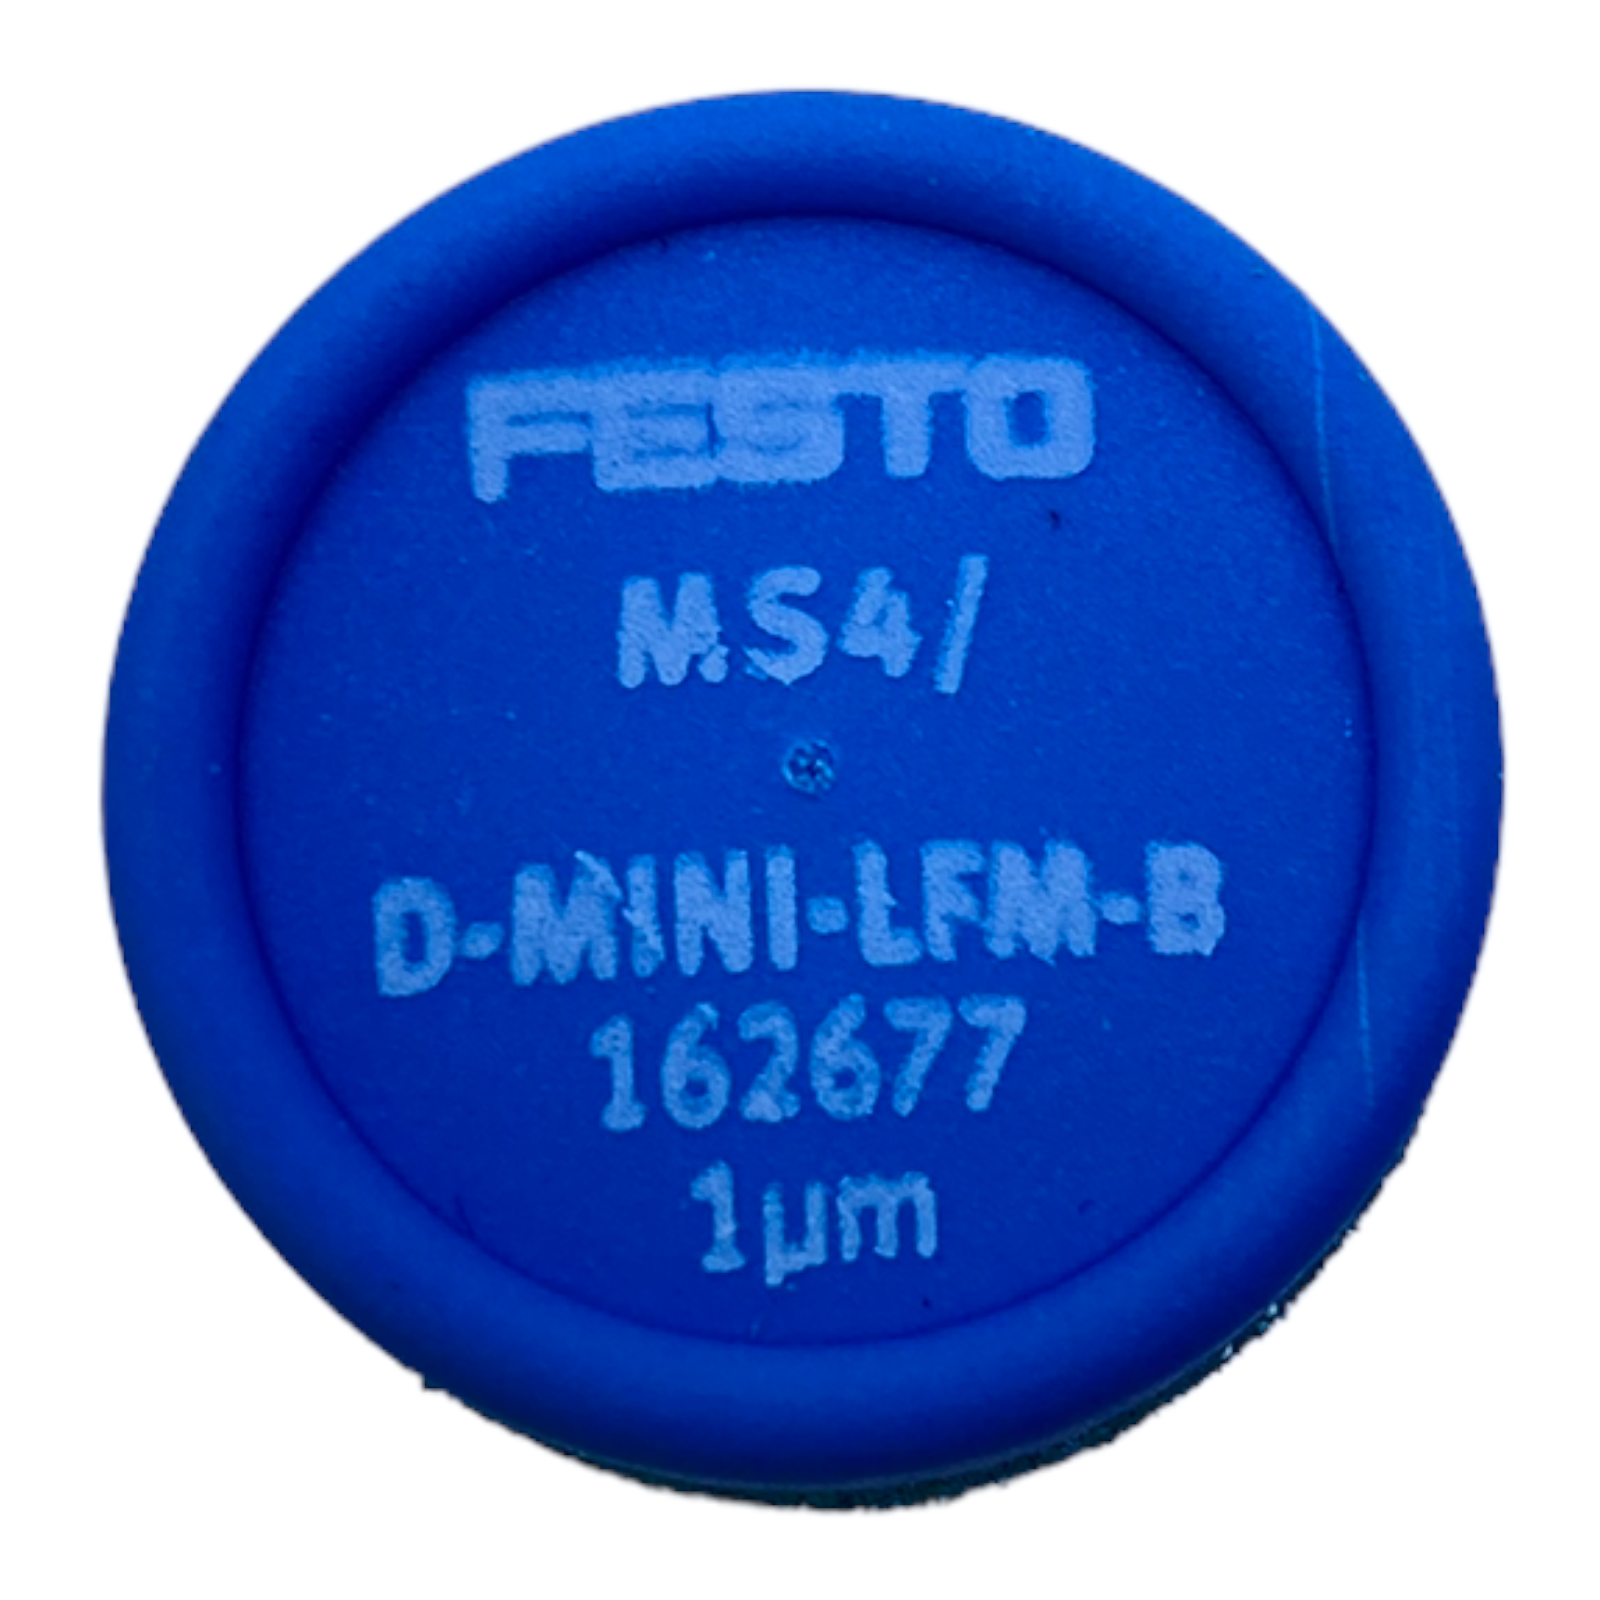 FESTO
MS4/
D-MINI-LFM-B
162677
1µm